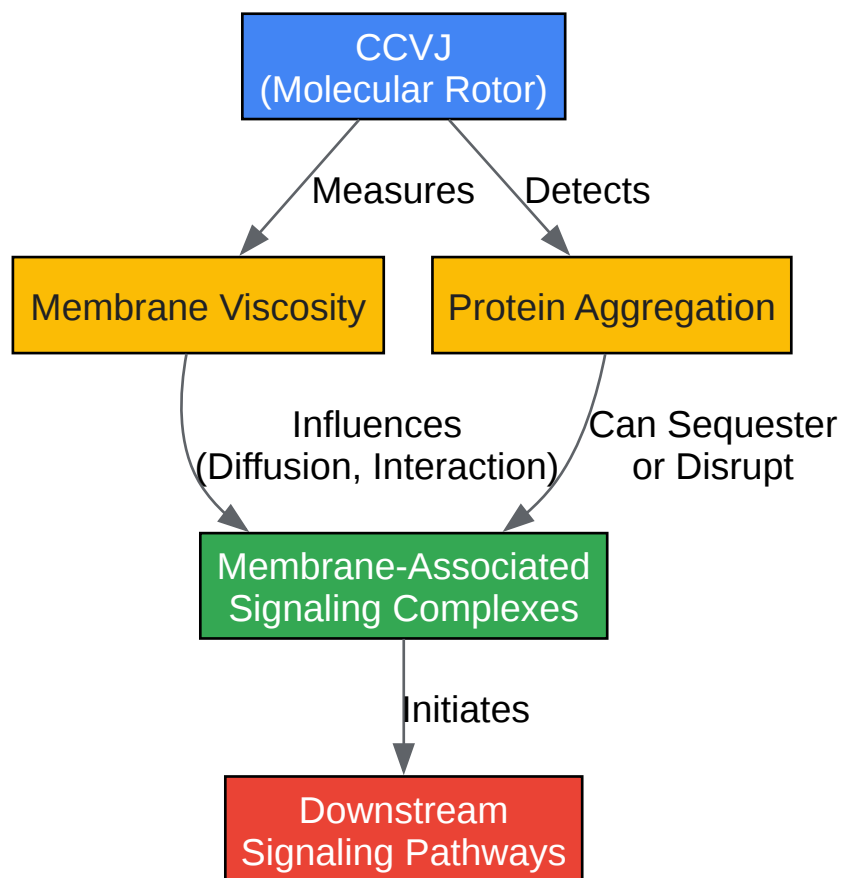 CCVJ
(Molecular Rotor)
Measures
Detects
Membrane Viscosity
Protein Aggregation
Influences
(Diffusion, Interaction)
Can Sequester
or Disrupt
Membrane-Associated
Signaling Complexes
Initiates
Downstream
Signaling Pathways